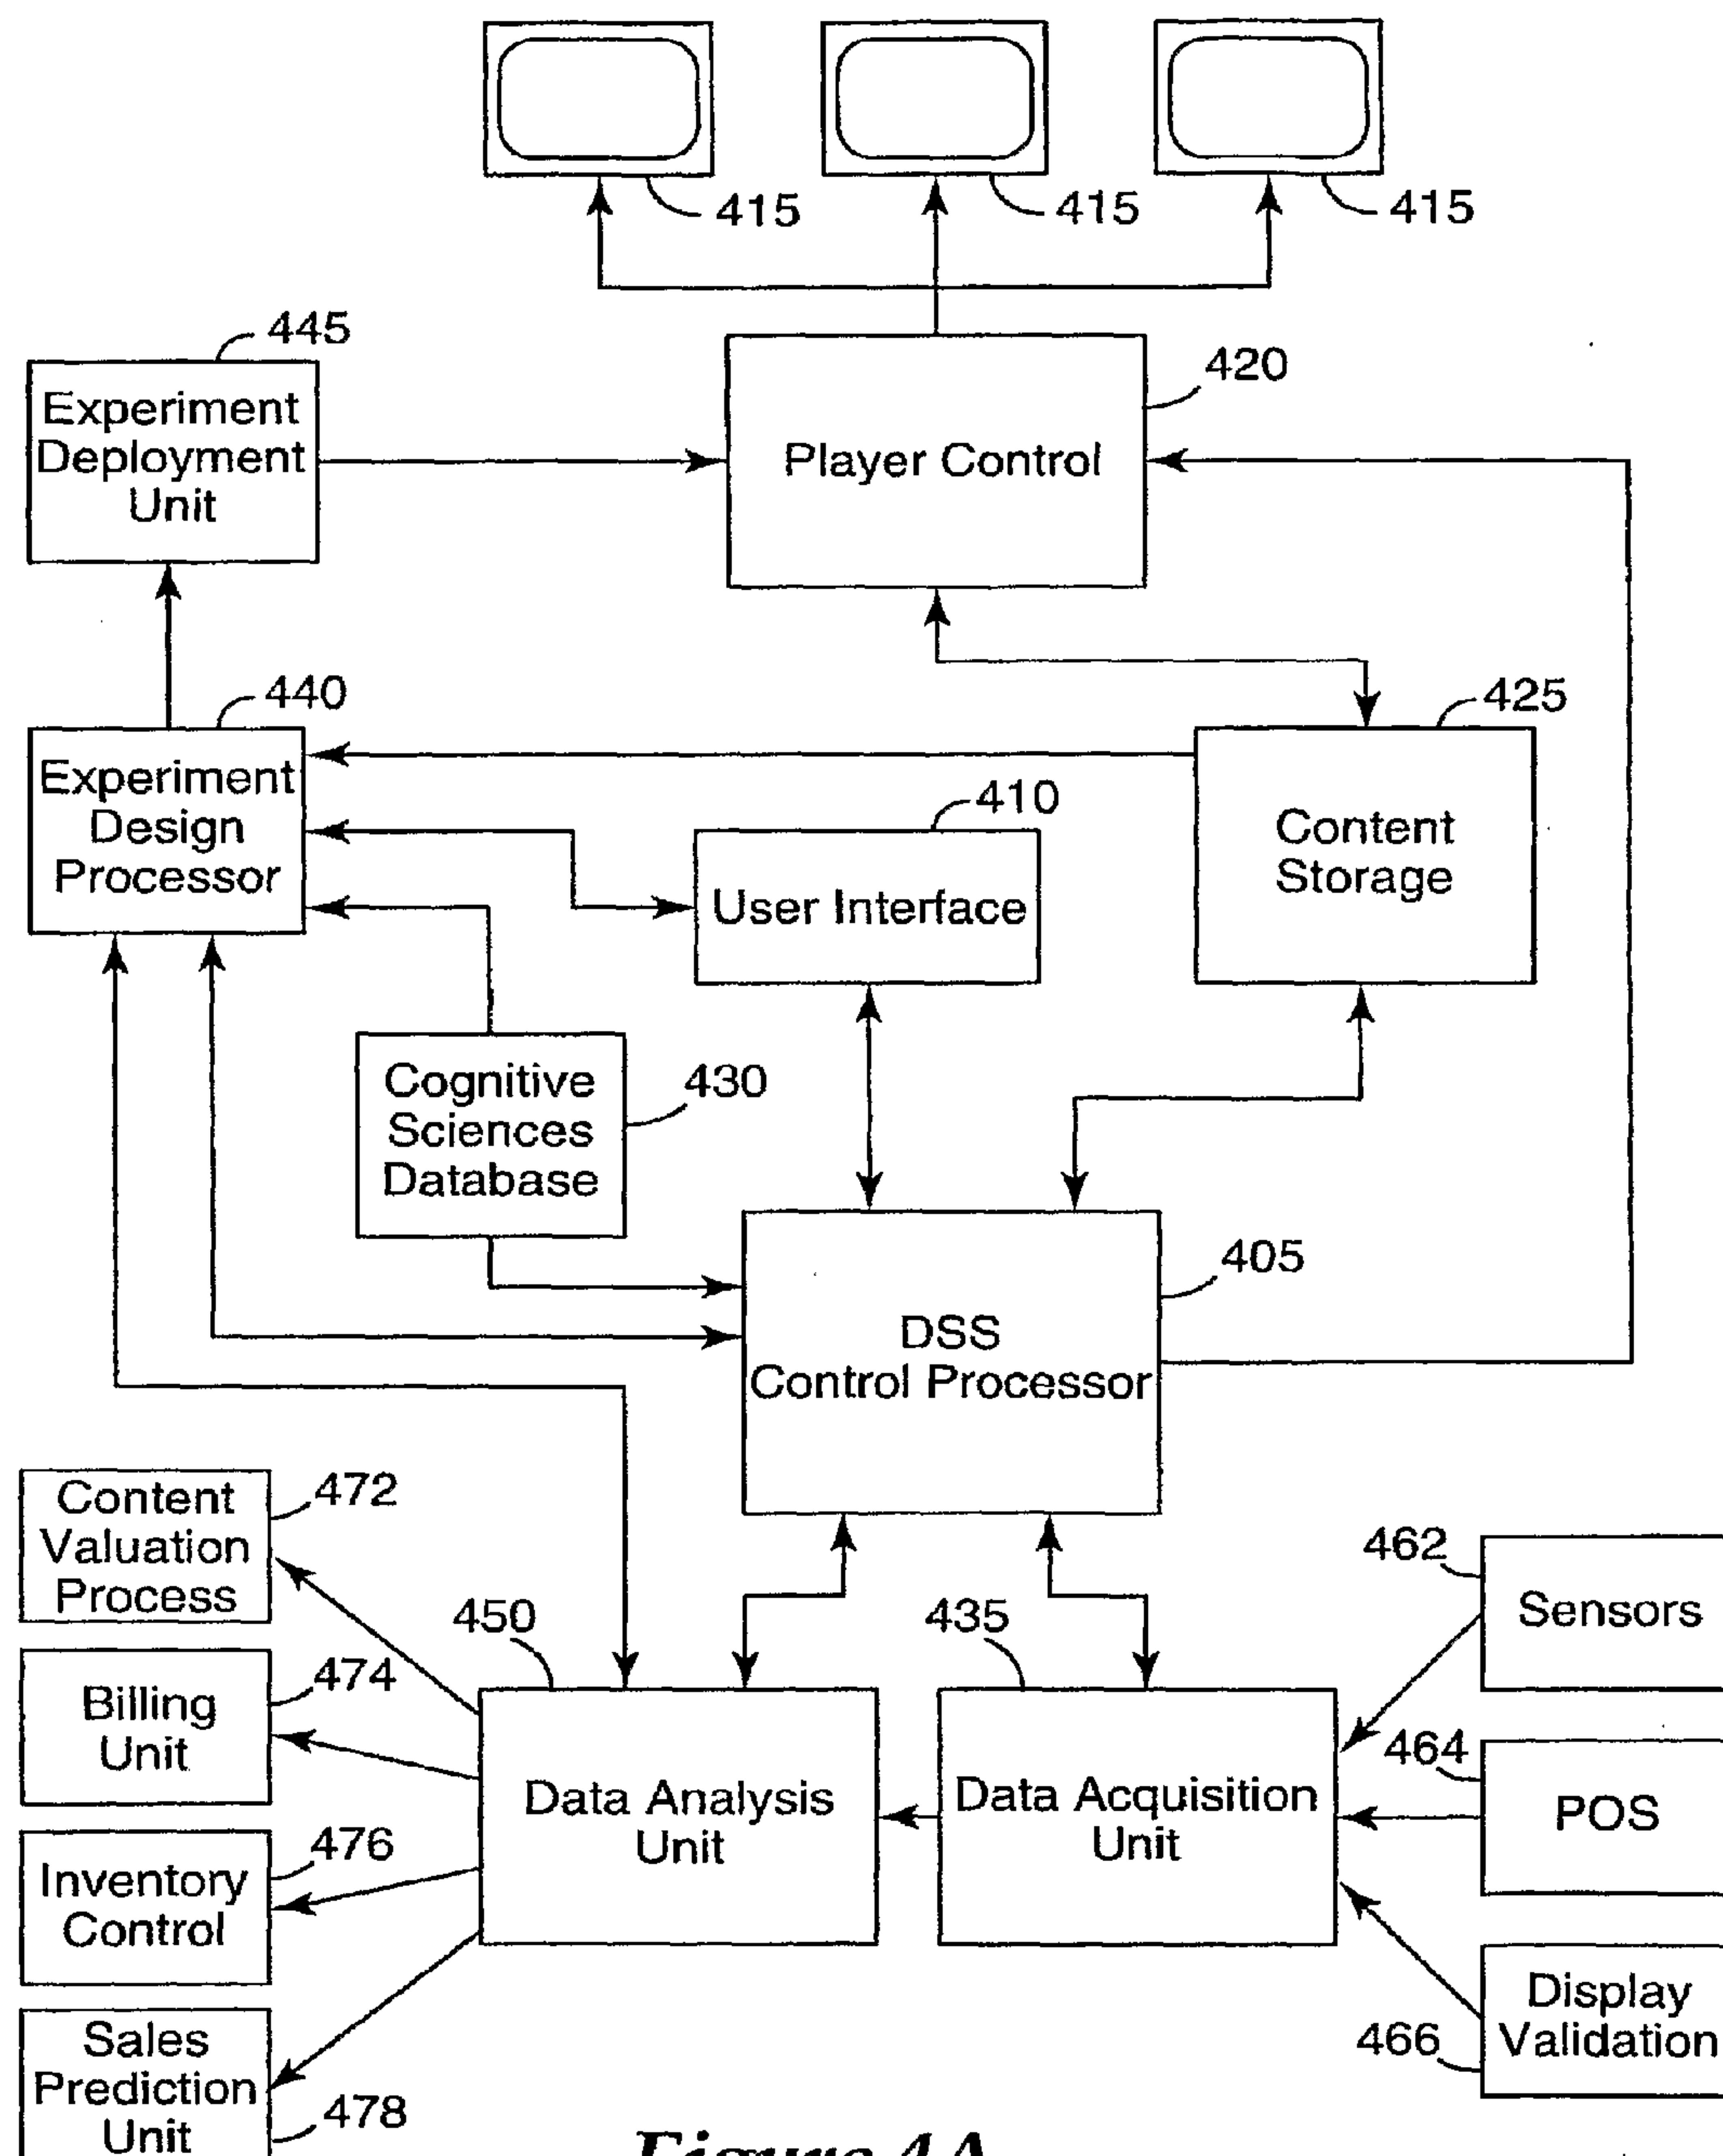 415
415
415
445
Experiment
Deployment
Unit
420
Player Control
440
Experiment
Design
Processor
425
Content
Storage
410
User Interface
Cognitive
Sciences
Database
430
405
DSS
Control Processor
472
Content
Valuation
Process
474
Billing
Unit
476
Inventory
Control
Sales
Prediction
Unit
478
450
Data Analysis
Unit
435
Data Acquisition
Unit
462
Sensors
464
POS
466
Display
Validation
Figure 4A